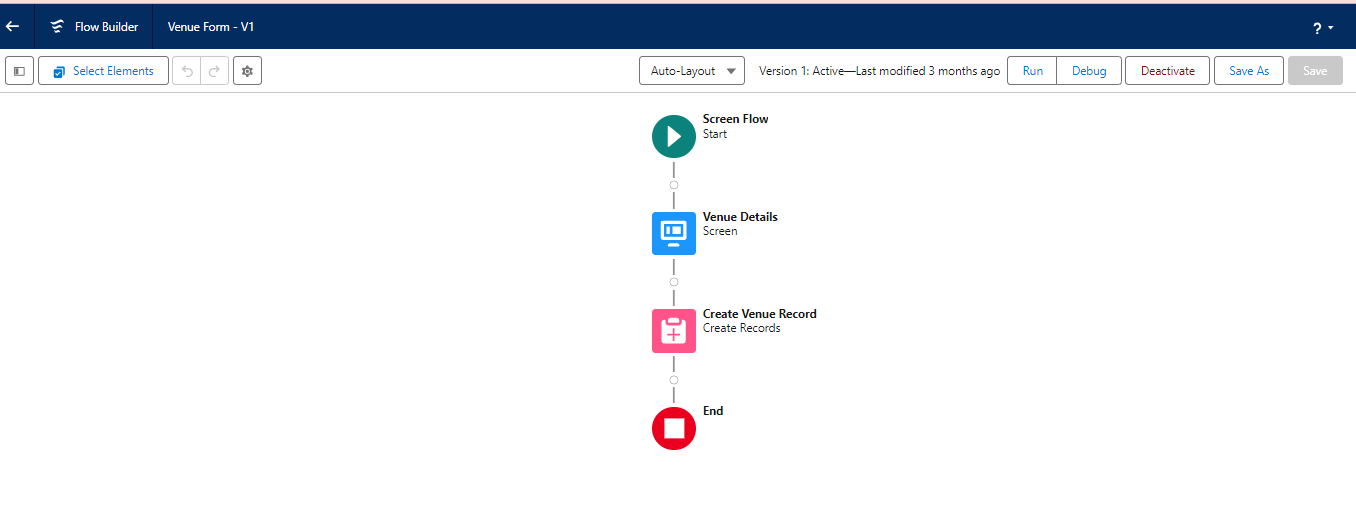 Flow Builder
Venue Form - V1
?
Select Elements
Auto-Layout
Version 1: Active—Last modified 3 months ago
Run
Debug
Deactivate
Save As
Save
Screen Flow
Start
Venue Details
Screen
Create Venue Record
Create Records
End